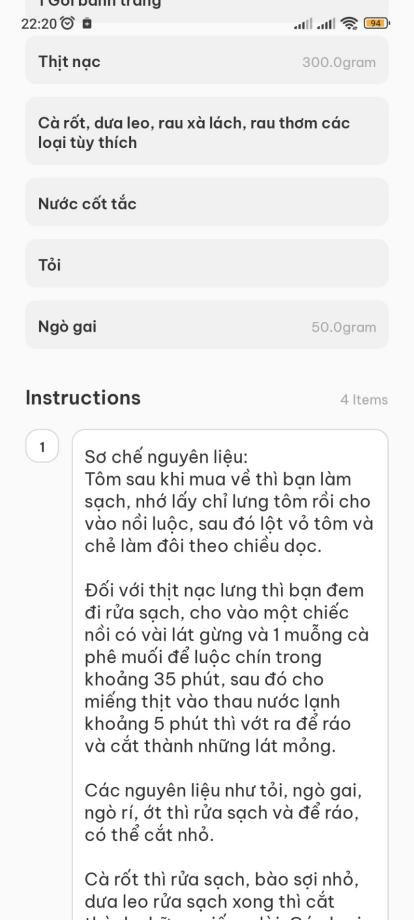 1 Gói bánh tráng
22:20
94
Thịt nạc
300.0gram
Cà rốt, dưa leo, rau xà lách, rau thơm các
loại tùy thích
Nước cốt tắc
Tỏi
Ngò gai
50.0gram
Instructions
4 Items
1
Sơ chế nguyên liệu:
Tôm sau khi mua về thì bạn làm
sạch, nhớ lấy chỉ lưng tôm rồi cho
vào nồi luộc, sau đó lột vỏ tôm và
chẻ làm đôi theo chiều dọc.
Đối với thịt nạc lưng thì bạn đem
đi rửa sạch, cho vào một chiếc
nồi có vài lát gừng và 1 muỗng cà
phê muối để luộc chín trong
khoảng 35 phút, sau đó cho
miếng thịt vào thau nước lạnh
khoảng 5 phút thì vớt ra để ráo
và cắt thành những lát mỏng.
Các nguyên liệu như tỏi, ngò gai,
ngò rí, ớt thì rửa sạch và để ráo,
có thể cắt nhỏ.
Cà rốt thì rửa sạch, bào sợi nhỏ,
dưa leo rửa sạch xong thì cắt